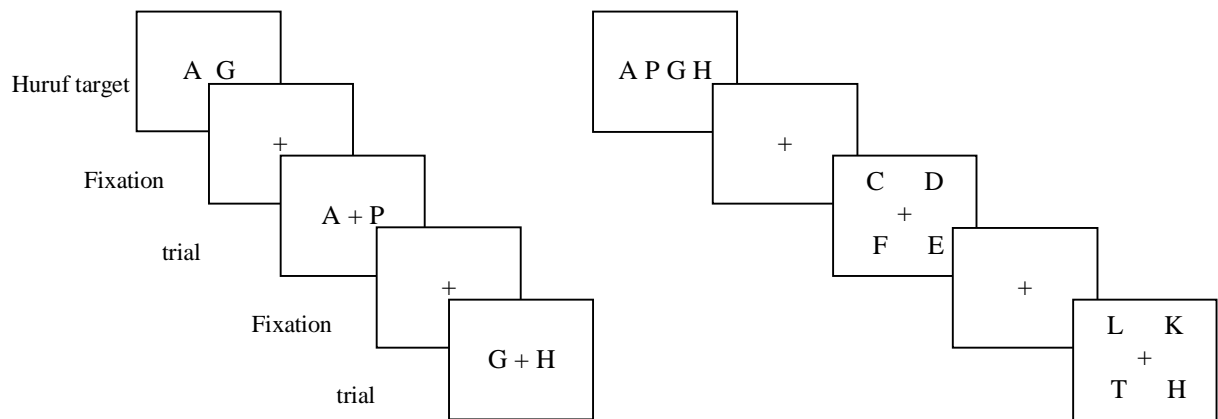 A G
Huruf target
+
Fixation
A + P
trial
+
Fixation
G + H
trial
A P G H
+
C D
+
F E
+
L K
+
T H